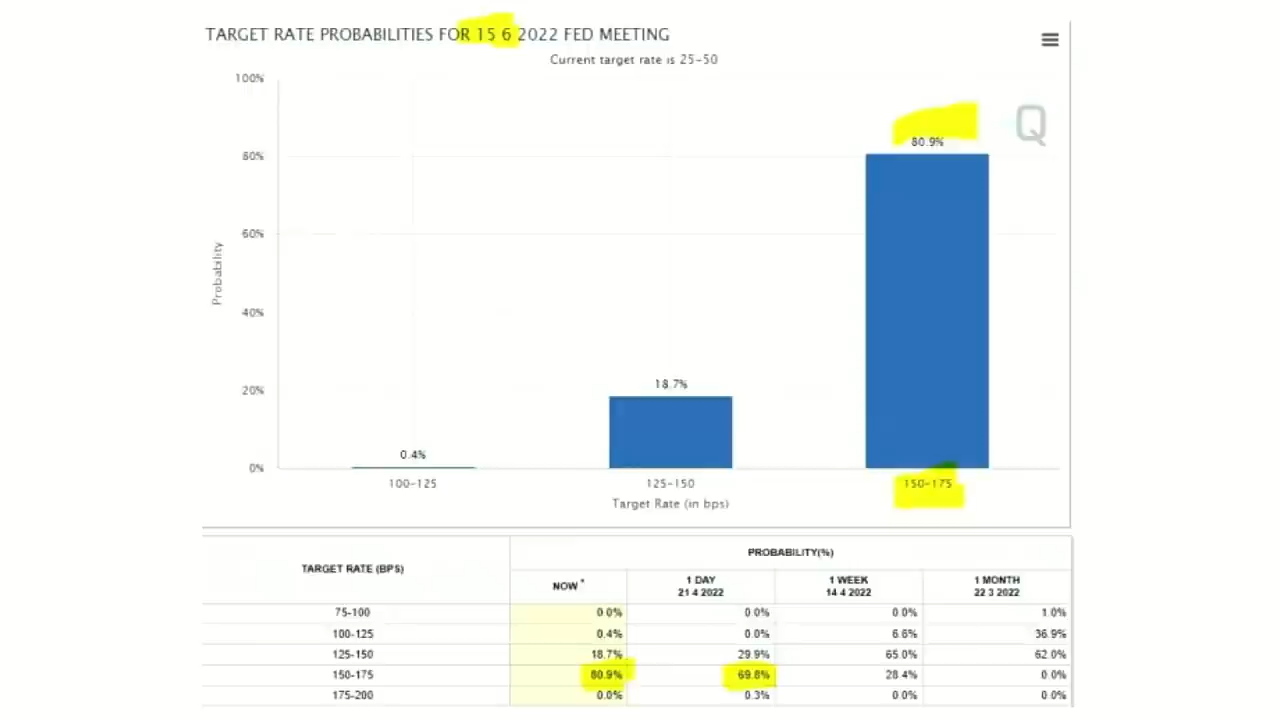 TARGET RATE PROBABILITIES FOR 15 6 2022 FED MEETING
Current target rate is 25-50
Q
100%
80%
60%
40%
20%
0%
Probability
0.4%
18.7%
80.9%
100-125
125-150
150-175
Target Rate (in bps)
TARGET RATE (BPS)
PROBABILITY(%)
NOW *
1 DAY
21 4 2022
1 WEEK
14 4 2022
1 MONTH
22 3 2022
75-100 0 0% 0.0% 0 0% 1.0%
100-125 0.4% 0.0% 6.6% 36.9%
125-150 18.7% 29.9% 65.0% 62.0%
150-175 80.9% 69.8% 28.4% 0.0%
175-200 0.0% 0.3% 0 0% 0.0%